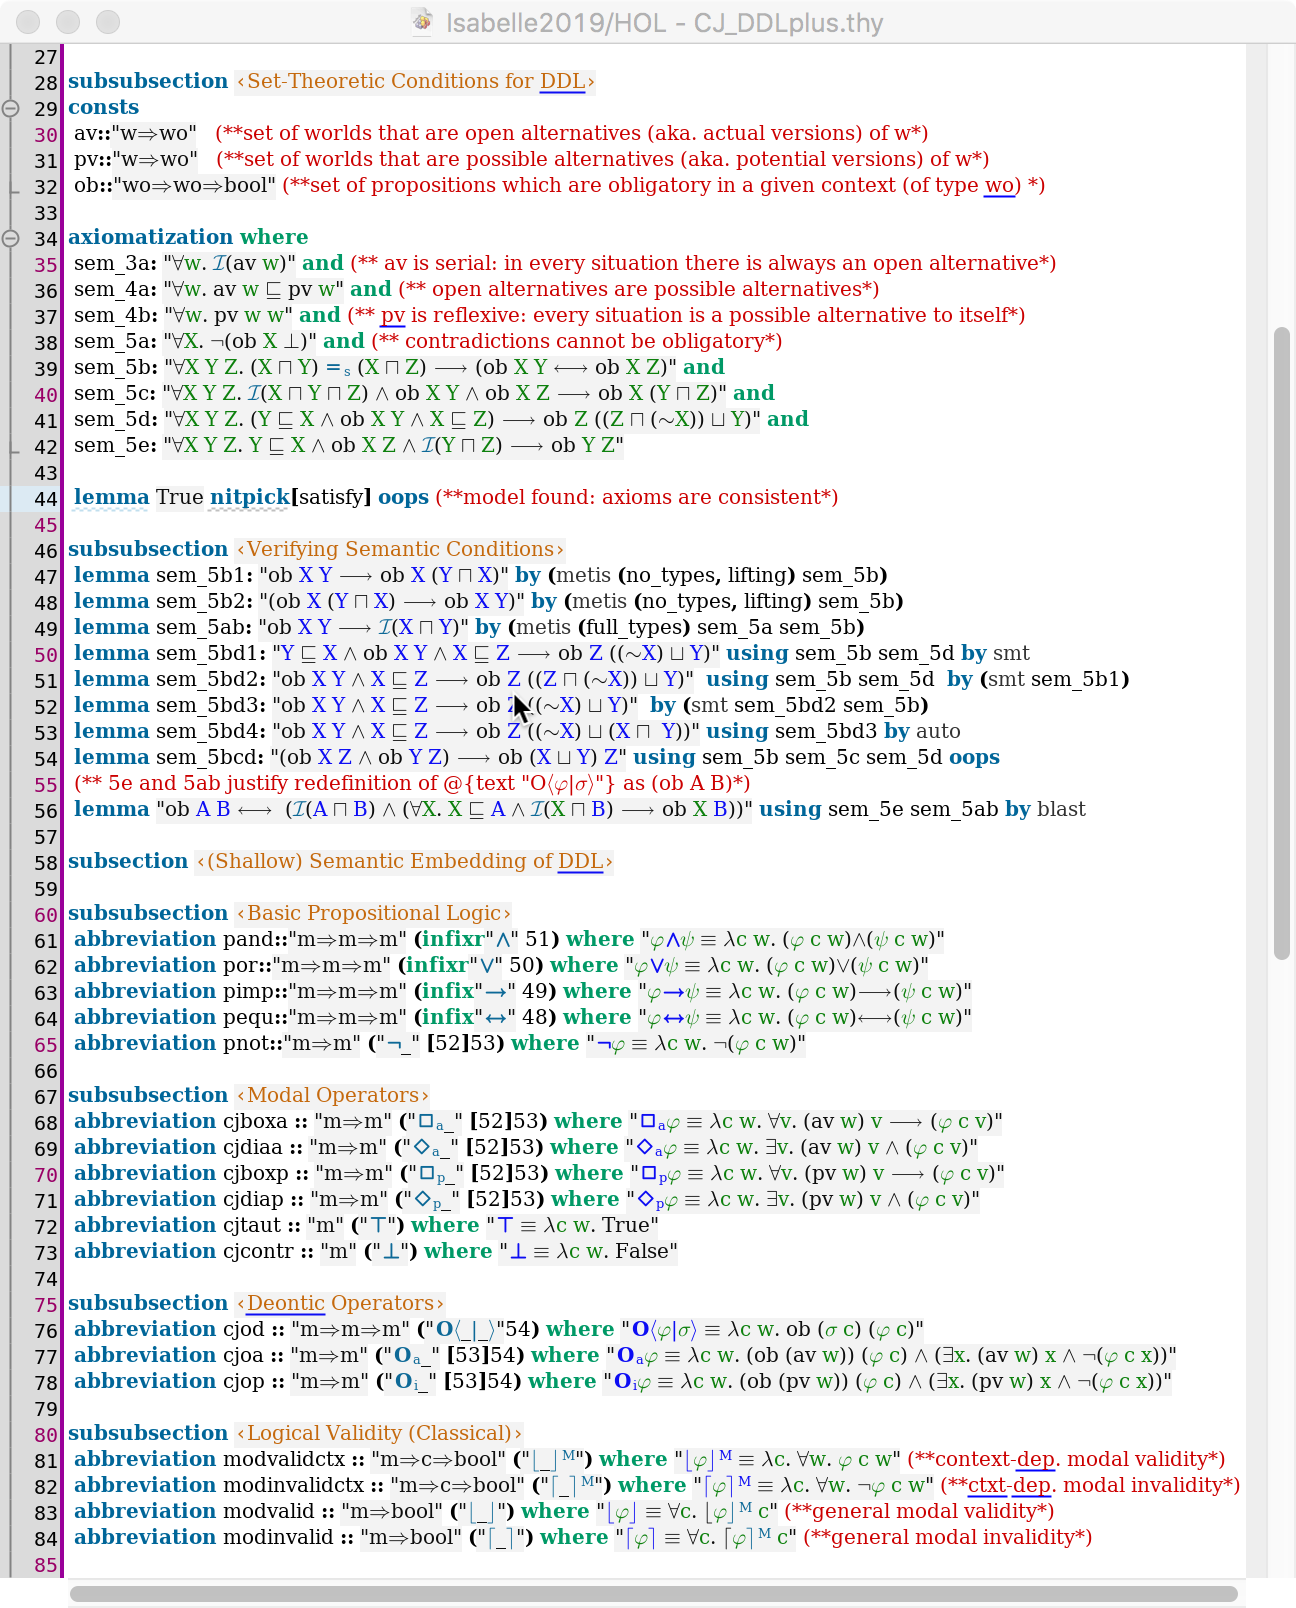 Isabelle2019/HOL - CJ_DDLplus.thy
27
28 subsubsection ‹Set-Theoretic Conditions for DDL›
29 consts
30 av::"w⇒wo" (**set of worlds that are open alternatives (aka. actual versions) of w*)
31 pv::"w⇒wo" (**set of worlds that are possible alternatives (aka. potential versions) of w*)
32 ob::"wo⇒wo⇒bool" (**set of propositions which are obligatory in a given context (of type wo) *)
33
34 axiomatization where
35 sem_3a: "∀w. ℐ(av w)" and (** av is serial: in every situation there is always an open alternative*)
36 sem_4a: "∀w. av w ⊑ pv w" and (** open alternatives are possible alternatives*)
37 sem_4b: "∀w. pv w w" and (** pv is reflexive: every situation is a possible alternative to itself*)
38 sem_5a: "∀X. ¬(ob X ⊥)" and (** contradictions cannot be obligatory*)
39 sem_5b: "∀X Y Z. (X ⊓ Y) =ₛ (X ⊓ Z) ⟶ (ob X Y ⟷ ob X Z)" and
40 sem_5c: "∀X Y Z. ℐ(X ⊓ Y ⊓ Z) ∧ ob X Y ∧ ob X Z ⟶ ob X (Y ⊓ Z)" and
41 sem_5d: "∀X Y Z. (Y ⊑ X ∧ ob X Y ∧ X ⊑ Z) ⟶ ob Z ((Z ⊓ (∼X)) ⊔ Y)" and
42 sem_5e: "∀X Y Z. Y ⊑ X ∧ ob X Z ∧ ℐ(Y ⊓ Z) ⟶ ob Y Z"
43
44 lemma True nitpick[satisfy] oops (**model found: axioms are consistent*)
45
46 subsubsection ‹Verifying Semantic Conditions›
47 lemma sem_5b1: "ob X Y ⟶ ob X (Y ⊓ X)" by (metis (no_types, lifting) sem_5b)
48 lemma sem_5b2: "(ob X (Y ⊓ X) ⟶ ob X Y)" by (metis (no_types, lifting) sem_5b)
49 lemma sem_5ab: "ob X Y ⟶ ℐ(X ⊓ Y)" by (metis (full_types) sem_5a sem_5b)
50 lemma sem_5bd1: "Y ⊑ X ∧ ob X Y ∧ X ⊑ Z ⟶ ob Z ((∼X) ⊔ Y)" using sem_5b sem_5d by smt
51 lemma sem_5bd2: "ob X Y ∧ X ⊑ Z ⟶ ob Z ((Z ⊓ (∼X)) ⊔ Y)" using sem_5b sem_5d by (smt sem_5b1)
52 lemma sem_5bd3: "ob X Y ∧ X ⊑ Z ⟶ ob Z ((∼X) ⊔ Y)" by (smt sem_5bd2 sem_5b)
53 lemma sem_5bd4: "ob X Y ∧ X ⊑ Z ⟶ ob Z ((∼X) ⊔ (X ⊓ Y))" using sem_5bd3 by auto
54 lemma sem_5bcd: "(ob X Z ∧ ob Y Z) ⟶ ob (X ⊔ Y) Z" using sem_5b sem_5c sem_5d oops
55 (** 5e and 5ab justify redefinition of @{text "O⟨φ|σ⟩"} as (ob A B)*)
56 lemma "ob A B ⟷ (ℐ(A ⊓ B) ∧ (∀X. X ⊑ A ∧ ℐ(X ⊓ B) ⟶ ob X B))" using sem_5e sem_5ab by blast
57
58 subsection ‹(Shallow) Semantic Embedding of DDL›
59
60 subsubsection ‹Basic Propositional Logic›
61 abbreviation pand::"m⇒m⇒m" (infixr"∧" 51) where "φ∧ψ ≡ λc w. (φ c w)∧(ψ c w)"
62 abbreviation por::"m⇒m⇒m" (infixr"∨" 50) where "φ∨ψ ≡ λc w. (φ c w)∨(ψ c w)"
63 abbreviation pimp::"m⇒m⇒m" (infix"→" 49) where "φ→ψ ≡ λc w. (φ c w)⟶(ψ c w)"
64 abbreviation pequ::"m⇒m⇒m" (infix"↔" 48) where "φ↔ψ ≡ λc w. (φ c w)⟷(ψ c w)"
65 abbreviation pnot::"m⇒m" ("¬_" [52]53) where "¬φ ≡ λc w. ¬(φ c w)"
66
67 subsubsection ‹Modal Operators›
68 abbreviation cjboxa :: "m⇒m" ("□ₐ_" [52]53) where "□ₐφ ≡ λc w. ∀v. (av w) v ⟶ (φ c v)"
69 abbreviation cjdiaa :: "m⇒m" ("◇ₐ_" [52]53) where "◇ₐφ ≡ λc w. ∃v. (av w) v ∧ (φ c v)"
70 abbreviation cjboxp :: "m⇒m" ("□ₚ_" [52]53) where "□ₚφ ≡ λc w. ∀v. (pv w) v ⟶ (φ c v)"
71 abbreviation cjdiap :: "m⇒m" ("◇ₚ_" [52]53) where "◇ₚφ ≡ λc w. ∃v. (pv w) v ∧ (φ c v)"
72 abbreviation cjtaut :: "m" ("⊤") where "⊤ ≡ λc w. True"
73 abbreviation cjcontr :: "m" ("⊥") where "⊥ ≡ λc w. False"
74
75 subsubsection ‹Deontic Operators›
76 abbreviation cjod :: "m⇒m⇒m" ("O⟨_|_⟩"54) where "O⟨φ|σ⟩ ≡ λc w. ob (σ c) (φ c)"
77 abbreviation cjoa :: "m⇒m" ("Oₐ_" [53]54) where "Oₐφ ≡ λc w. (ob (av w)) (φ c) ∧ (∃x. (av w) x ∧ ¬(φ c x))"
78 abbreviation cjop :: "m⇒m" ("Oᵢ_" [53]54) where "Oᵢφ ≡ λc w. (ob (pv w)) (φ c) ∧ (∃x. (pv w) x ∧ ¬(φ c x))"
79
80 subsubsection ‹Logical Validity (Classical)›
81 abbreviation modvalidctx :: "m⇒c⇒bool" ("⌊_⌋ᴹ") where "⌊φ⌋ᴹ ≡ λc. ∀w. φ c w" (**context-dep. modal validity*)
82 abbreviation modinvalidctx :: "m⇒c⇒bool" ("⌈_⌉ᴹ") where "⌈φ⌉ᴹ ≡ λc. ∀w. ¬φ c w" (**ctxt-dep. modal invalidity*)
83 abbreviation modvalid :: "m⇒bool" ("⌊_⌋") where "⌊φ⌋ ≡ ∀c. ⌊φ⌋ᴹ c" (**general modal validity*)
84 abbreviation modinvalid :: "m⇒bool" ("⌈_⌉") where "⌈φ⌉ ≡ ∀c. ⌈φ⌉ᴹ c" (**general modal invalidity*)
85